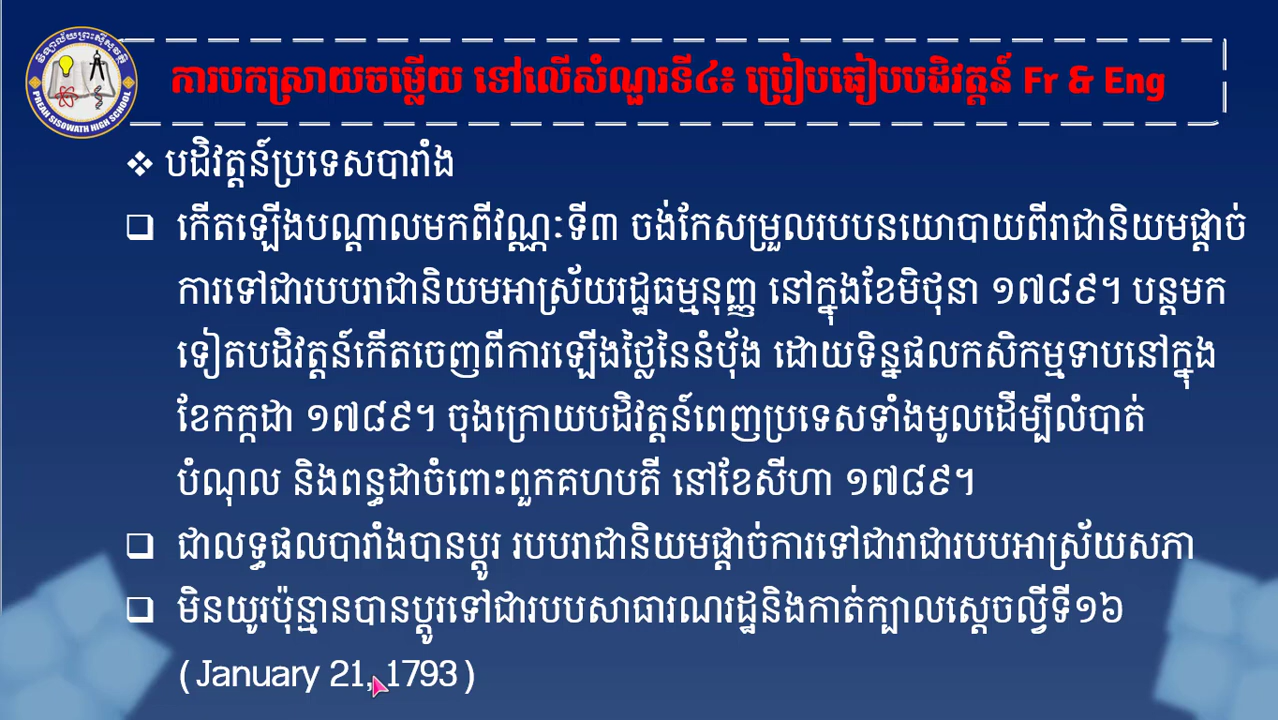 វិទ្យាល័យព្រះស៊ីសុវត្ថិ
PREAH SISOWATH HIGH SCHOOL
ការបកស្រាយចម្លើយ ទៅលើសំណួរទី៤៖ ប្រៀបធៀបបដិវត្តន៍ Fr & Eng
❖ បដិវត្តន៍ប្រទេសបារាំង
❑ កើតឡើងបណ្តាលមកពីវណ្ណៈទី៣ ចង់កែសម្រួលរបបនយោបាយពីរាជានិយមផ្តាច់
ការទៅជារបបរាជានិយមអាស្រ័យរដ្ឋធម្មនុញ្ញ នៅក្នុងខែមិថុនា ១៧៨៩។ បន្តមក
ទៀតបដិវត្តន៍កើតចេញពីការឡើងថ្លៃនៃនំបុ័ង ដោយទិន្នផលកសិកម្មទាបនៅក្នុង
ខែកក្កដា ១៧៨៩។ ចុងក្រោយបដិវត្តន៍ពេញប្រទេសទាំងមូលដើម្បីលំបាត់
បំណុល និងពន្ធដាចំពោះពួកគហបតី នៅខែសីហា ១៧៨៩។
❑ ជាលទ្ធផលបារាំងបានប្តូរ របបរាជានិយមផ្តាច់ការទៅជារាជារបបអាស្រ័យសភា
❑ មិនយូរប៉ុន្មានបានប្តូរទៅជារបបសាធារណរដ្ឋនិងកាត់ក្បាលស្តេចល្វីទី១៦
(January 21, 1793)